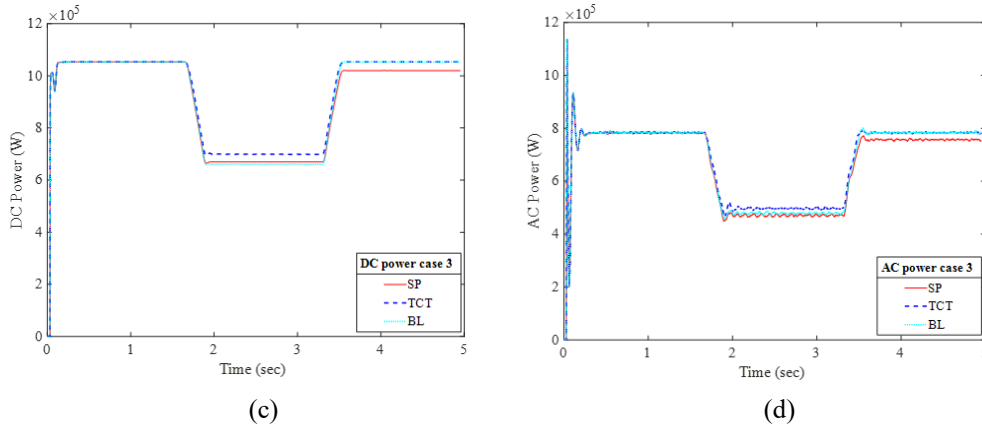 ×10⁵
12
10
8
6
4
2
0
DC Power (W)
0
1
2
3
4
5
Time (sec)
DC power case 3
SP
TCT
BL
(c)
×10⁵
12
10
8
6
4
2
0
AC Power (W)
0
1
2
3
4
5
Time (sec)
AC power case 3
SP
TCT
BL
(d)